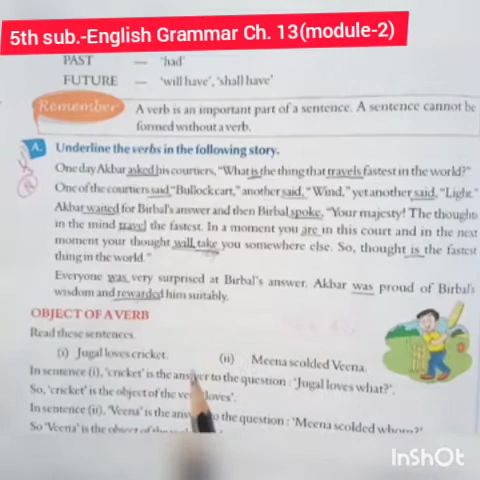 5th sub.-English Grammar Ch. 13(module-2)
PAST — 'had'
FUTURE — 'will have', 'shall have'
Remember A verb is an important part of a sentence. A sentence cannot be
formed without a verb.
A. Underline the verbs in the following story.
One day Akbar asked his courtiers, "What is the thing that travels fastest in the world?"
One of the courtiers said, "Bullock cart," another said, "Wind," yet another said, "Light."
Akbar waited for Birbal's answer and then Birbal spoke, "Your majesty! The thoughts
in the mind travel the fastest. In a moment you are in this court and in the next
moment your thought will take you somewhere else. So, thought is the fastest
thing in the world."
Everyone was very surprised at Birbal's answer. Akbar was proud of Birbal's
wisdom and rewarded him suitably.
OBJECT OF A VERB
Read these sentences.
(i) Jugal loves cricket. (ii) Meena scolded Veena.
In sentence (i), 'cricket' is the answer to the question : 'Jugal loves what?'.
So, 'cricket' is the object of the loves'.
In sentence (ii), 'Veena' is the to the question : 'Meena scolded whom?'
So 'Veena' is the object of the
InShOt